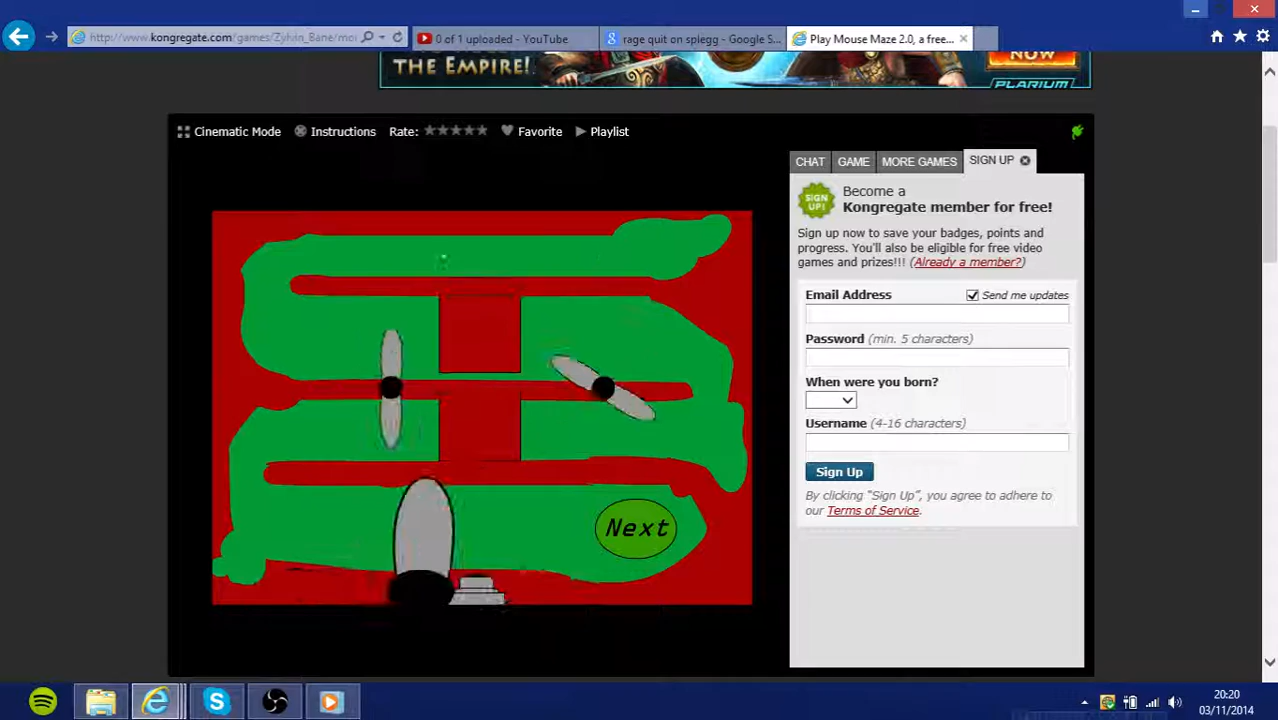 http://www.kongregate.com/games/Zyhin_Bane/mou
0 of 1 uploaded - YouTube
rage quit on spiegg - Google S...
Play Mouse Maze 2.0, a free...
THE EMPIRE!
NOW
PLARIUM
Cinematic Mode
Instructions
Rate:
Favorite
Playlist
CHAT
GAME
MORE GAMES
SIGN UP
SIGN UP!
Become a
Kongregate member for free!
Sign up now to save your badges, points and
progress. You'll also be eligible for free video
games and prizes!!! (Already a member?)
Email Address
Send me updates
Password (min. 5 characters)
When were you born?
Username (4-16 characters)
Sign Up
By clicking "Sign Up", you agree to adhere to
our Terms of Service.
Next
20:20
03/11/2014